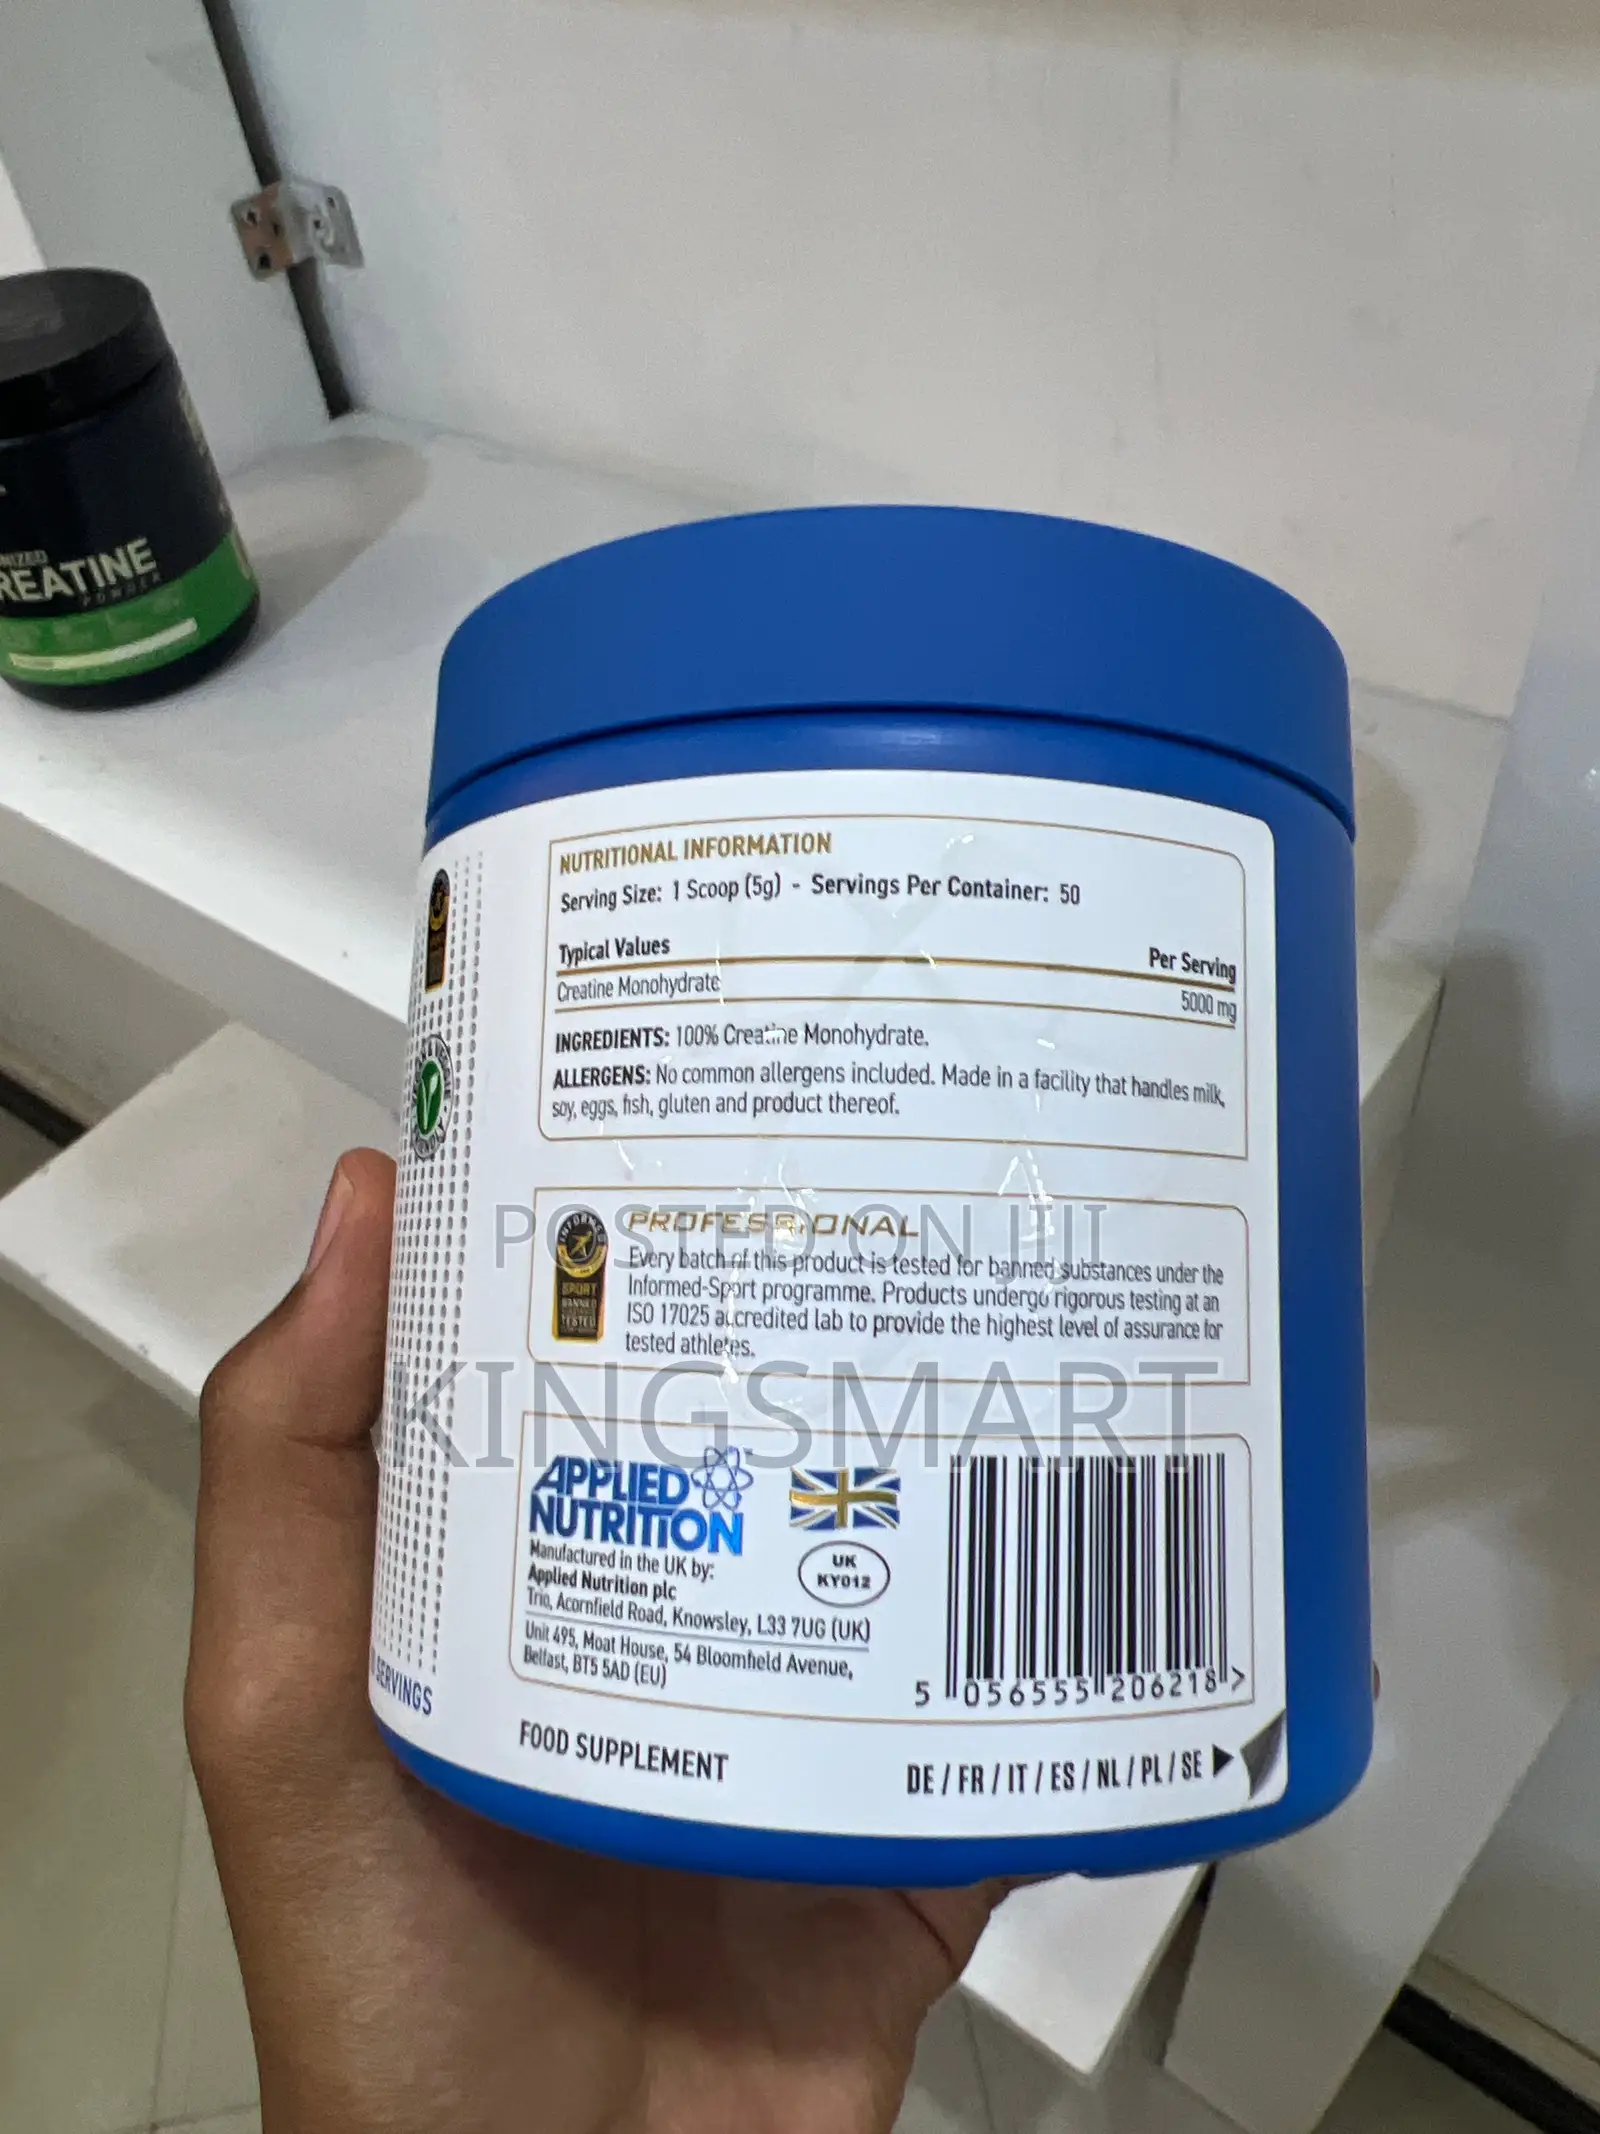 CREATINE
POWDER
NUTRITIONAL INFORMATION
Serving Size: 1 Scoop (5g) - Servings Per Container: 50
Typical Values Per Serving
Creatine Monohydrate 5000 mg
INGREDIENTS: 100% Creatine Monohydrate.
ALLERGENS: No common allergens included. Made in a facility that handles milk,
soy, eggs, fish, gluten and product thereof.
POSTED ON JIJI
PROFESSIONAL
Every batch of this product is tested for banned substances under the
Informed-Sport programme. Products undergo rigorous testing at an
ISO 17025 accredited lab to provide the highest level of assurance for
tested athletes.
INFORMED
SPORT
BANNED
TESTED
KINGSMART
APPLIED
NUTRITION
Manufactured in the UK by:
Applied Nutrition plc
Trio, Acornfield Road, Knowsley, L33 7UG (UK)
Unit 495, Moat House, 54 Bloomfield Avenue,
Belfast, BT5 5AD (EU)
UK
KY012
5 056555 206218 >
SERVINGS
FOOD SUPPLEMENT
DE / FR / IT / ES / NL / PL / SE